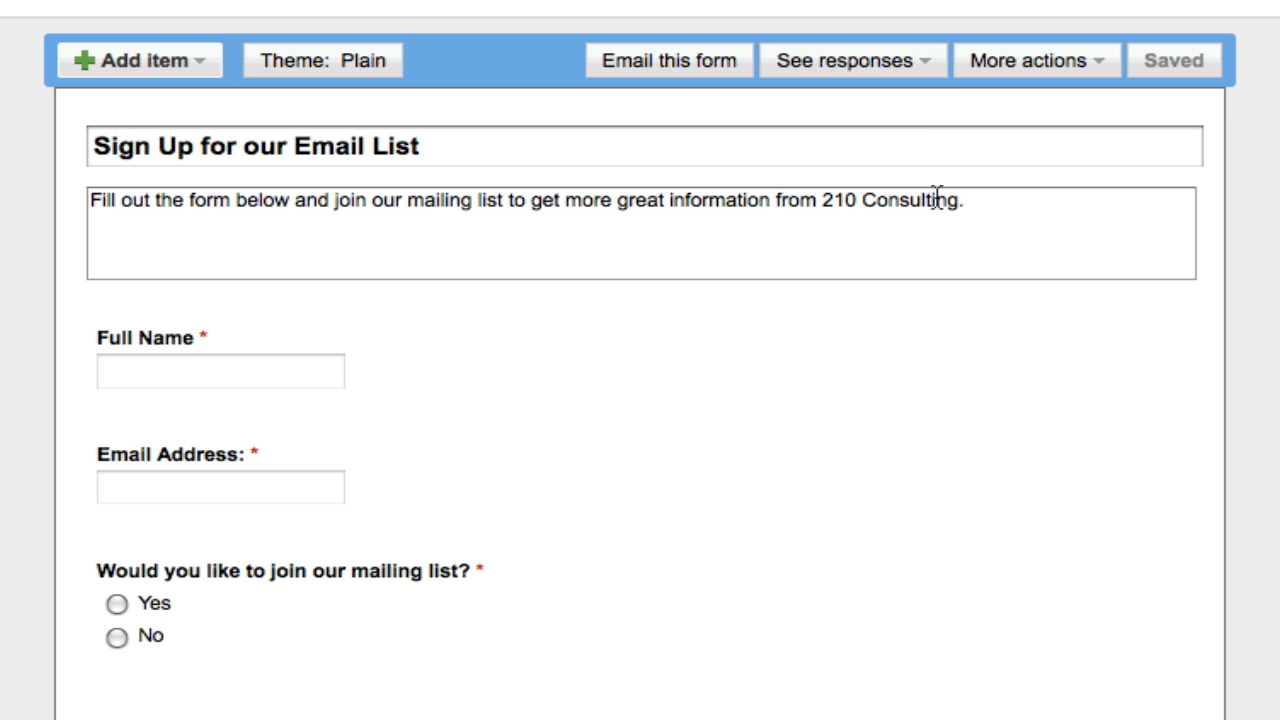 Add item Theme: Plain Email this form See responses More actions Saved
Sign Up for our Email List
Fill out the form below and join our mailing list to get more great information from 210 Consulting.
Full Name *
Email Address: *
Would you like to join our mailing list? *
Yes
No